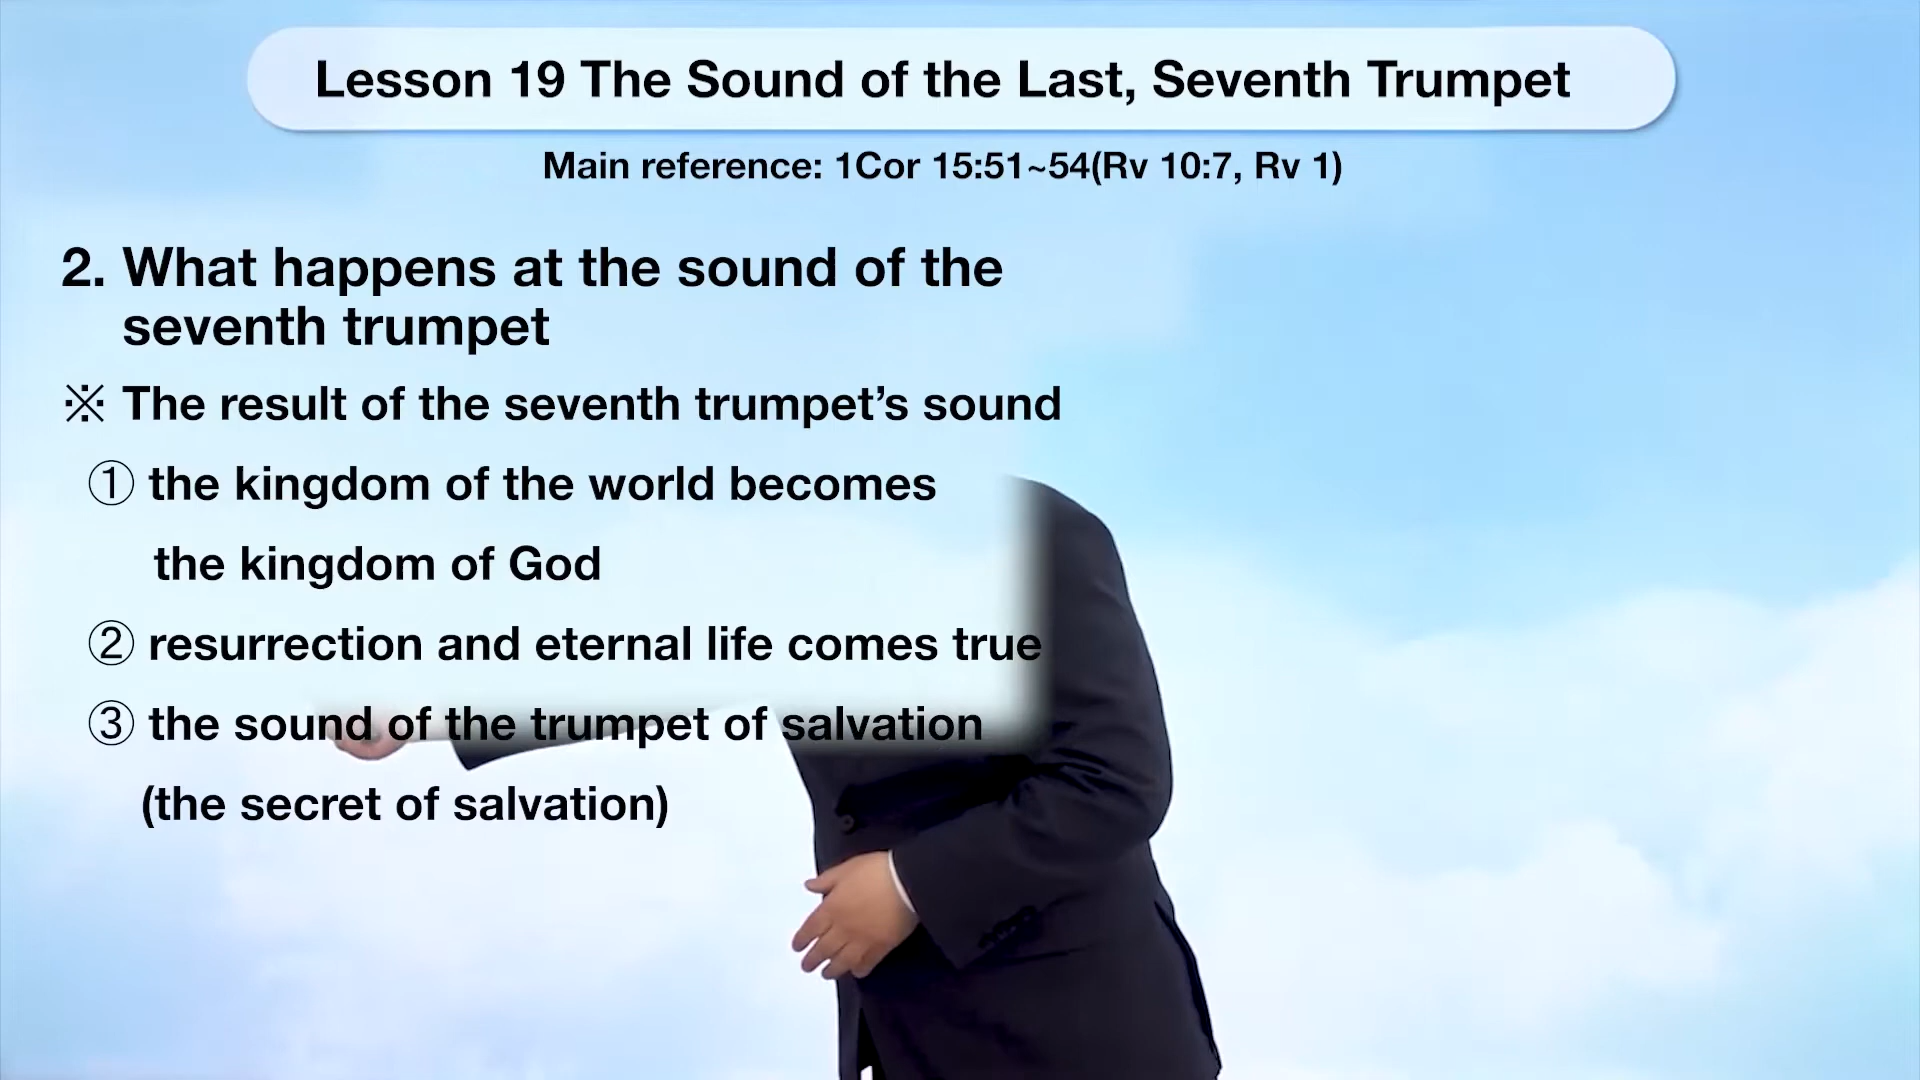 Lesson 19 The Sound of the Last, Seventh Trumpet
Main reference: 1Cor 15:51~54(Rv 10:7, Rv 1)
2. What happens at the sound of the
seventh trumpet
※ The result of the seventh trumpet’s sound
① the kingdom of the world becomes
the kingdom of God
② resurrection and eternal life comes true
③ the sound of the trumpet of salvation
(the secret of salvation)